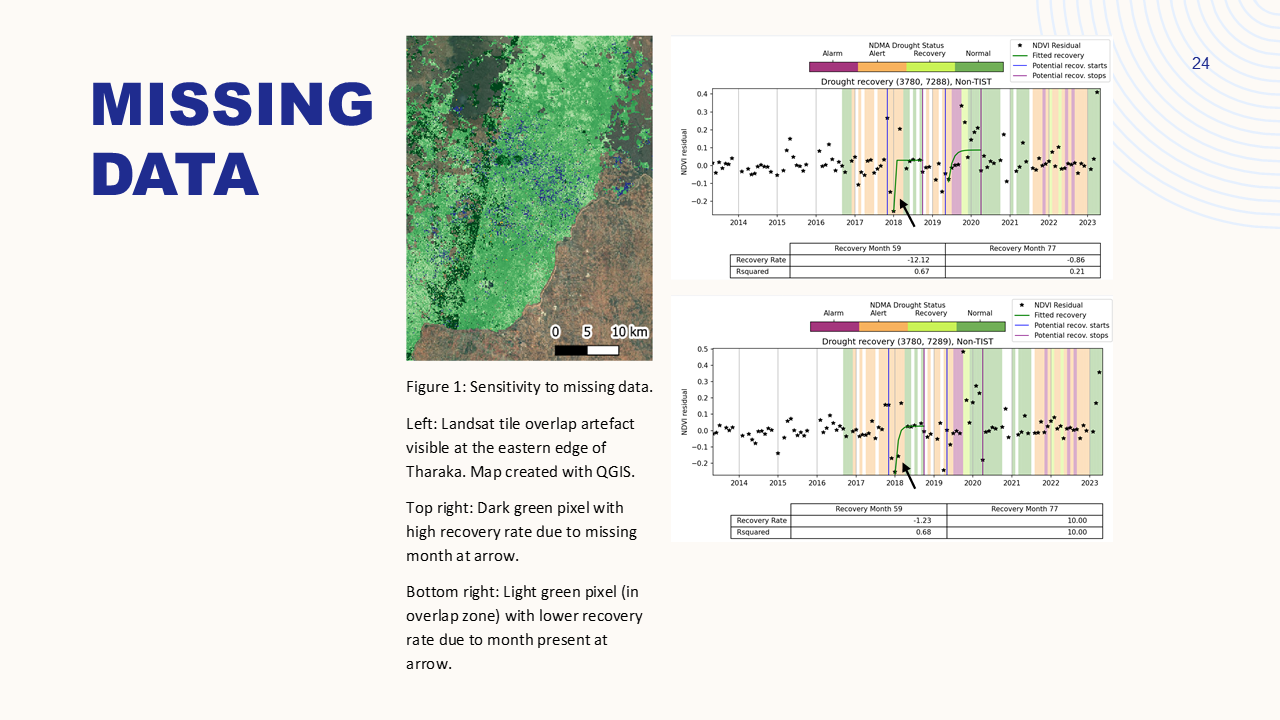 MISSING
DATA
24
0 5 10 km
Figure 1: Sensitivity to missing data.
Left: Landsat tile overlap artefact
visible at the eastern edge of
Tharaka. Map created with QGIS.
Top right: Dark green pixel with
high recovery rate due to missing
month at arrow.
Bottom right: Light green pixel (in
overlap zone) with lower recovery
rate due to month present at
arrow.
NDMA Drought Status
Alarm Alert Recovery Normal
NDVI Residual
Fitted recovery
Potential recov. starts
Potential recov. stops
Drought recovery (3780, 7288), Non-TIST
NDVI residual
0.4
0.3
0.2
0.1
0.0
−0.1
−0.2
2014 2015 2016 2017 2018 2019 2020 2021 2022 2023
Recovery Month 59 Recovery Month 77
Recovery Rate -12.12 -0.86
Rsquared 0.67 0.21
NDMA Drought Status
Alarm Alert Recovery Normal
NDVI Residual
Fitted recovery
Potential recov. starts
Potential recov. stops
Drought recovery (3780, 7289), Non-TIST
NDVI residual
0.5
0.4
0.3
0.2
0.1
0.0
−0.1
−0.2
2014 2015 2016 2017 2018 2019 2020 2021 2022 2023
Recovery Month 59 Recovery Month 77
Recovery Rate -1.23 10.00
Rsquared 0.68 10.00